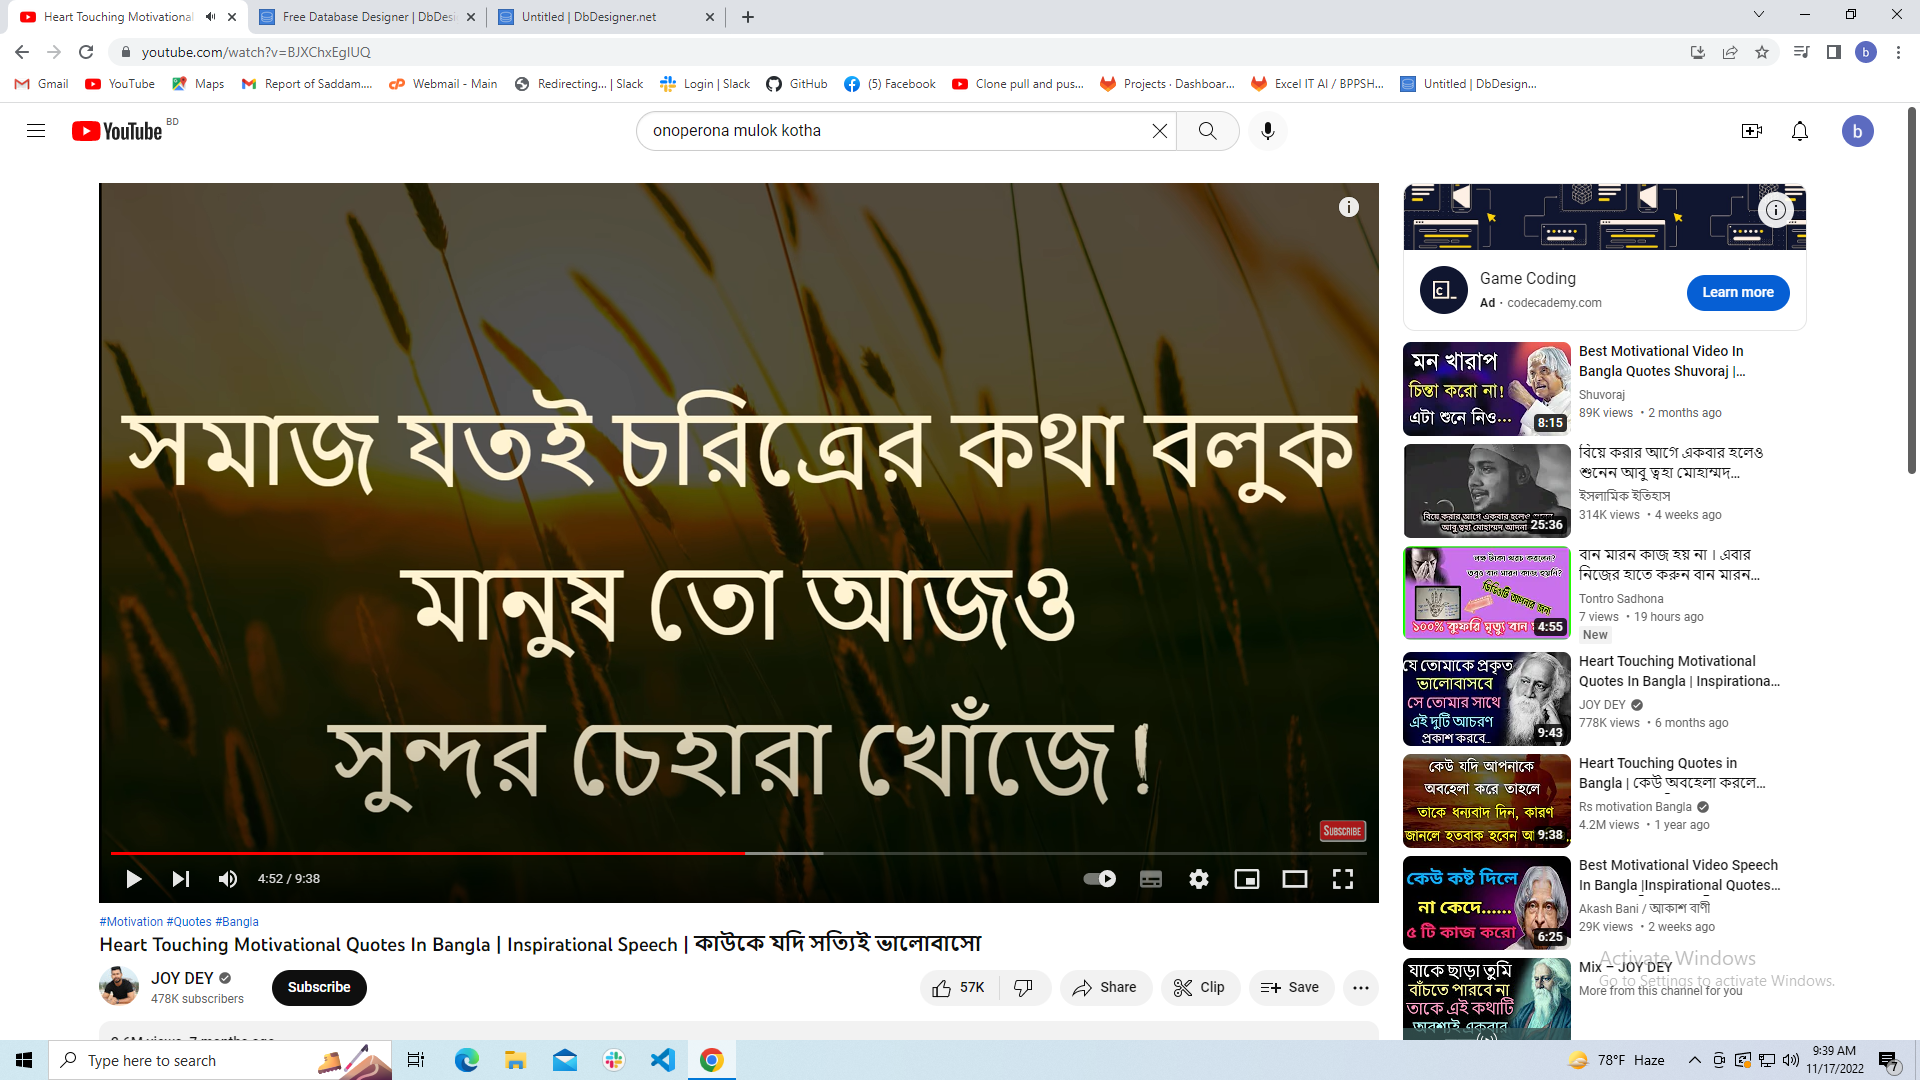 Heart Touching Motivational
Free Database Designer | DbDesi
Untitled | DbDesigner.net
youtube.com/watch?v=BJXChxEgIUQ
b
Gmail
YouTube
Maps
Report of Saddam....
Webmail - Main
Redirecting... | Slack
Login | Slack
GitHub
(5) Facebook
Clone pull and pus...
Projects · Dashboar...
Excel IT AI / BPPSH...
Untitled | DbDesign...
YouTube BD
onoperona mulok kotha
b
সমাজ যতই চরিত্রের কথা বলুক
মানুষ তো আজও
সুন্দর চেহারা খোঁজে!
SUBSCRIBE
4:52 / 9:38
#Motivation #Quotes #Bangla
Heart Touching Motivational Quotes In Bangla | Inspirational Speech | কাউকে যদি সত্যিই ভালোবাসো
JOY DEY
478K subscribers
Subscribe
57K
Share
Clip
Save
Game Coding
Ad · codecademy.com
Learn more
মন খারাপ
চিন্তা করো না!
এটা শুনে নিও...
8:15
Best Motivational Video In
Bangla Quotes Shuvoraj |...
Shuvoraj
89K views · 2 months ago
25:36
বিয়ে করার আগে একবার হলেও
শুনেন আবু ত্বহা মোহাম্মদ...
ইসলামিক ইতিহাস
314K views · 4 weeks ago
4:55
বান মারন কাজ হয় না । এবার
নিজের হাতে করুন বান মারন...
Tontro Sadhona
7 views · 19 hours ago
New
যে তোমাকে প্রকৃত
ভালোবাসবে
সে তোমার সাথে
এই দুটি আচরণ
প্রকাশ করবে...
9:43
Heart Touching Motivational
Quotes In Bangla | Inspirationa...
JOY DEY
778K views · 6 months ago
কেউ যদি আপনাকে
অবহেলা করে তাহলে
তাকে ধন্যবাদ দিন, কারণ
জানলে হতবাক হবেন
9:38
Heart Touching Quotes in
Bangla | কেউ অবহেলা করলে...
Rs motivation Bangla
4.2M views · 1 year ago
কেউ কষ্ট দিলে
না কেদে......
৫ টি কাজ করো
6:25
Best Motivational Video Speech
In Bangla |Inspirational Quotes...
Akash Bani / আকাশ বাণী
29K views · 2 weeks ago
যাকে ছাড়া তুমি
বাঁচতে পারবে না
তাকে এই কথাটি
অবশ্যই একবার
Mix – JOY DEY
More from this channel for you
Activate Windows
Go to Settings to activate Windows.
Type here to search
78°F Haze
9:39 AM
11/17/2022
7